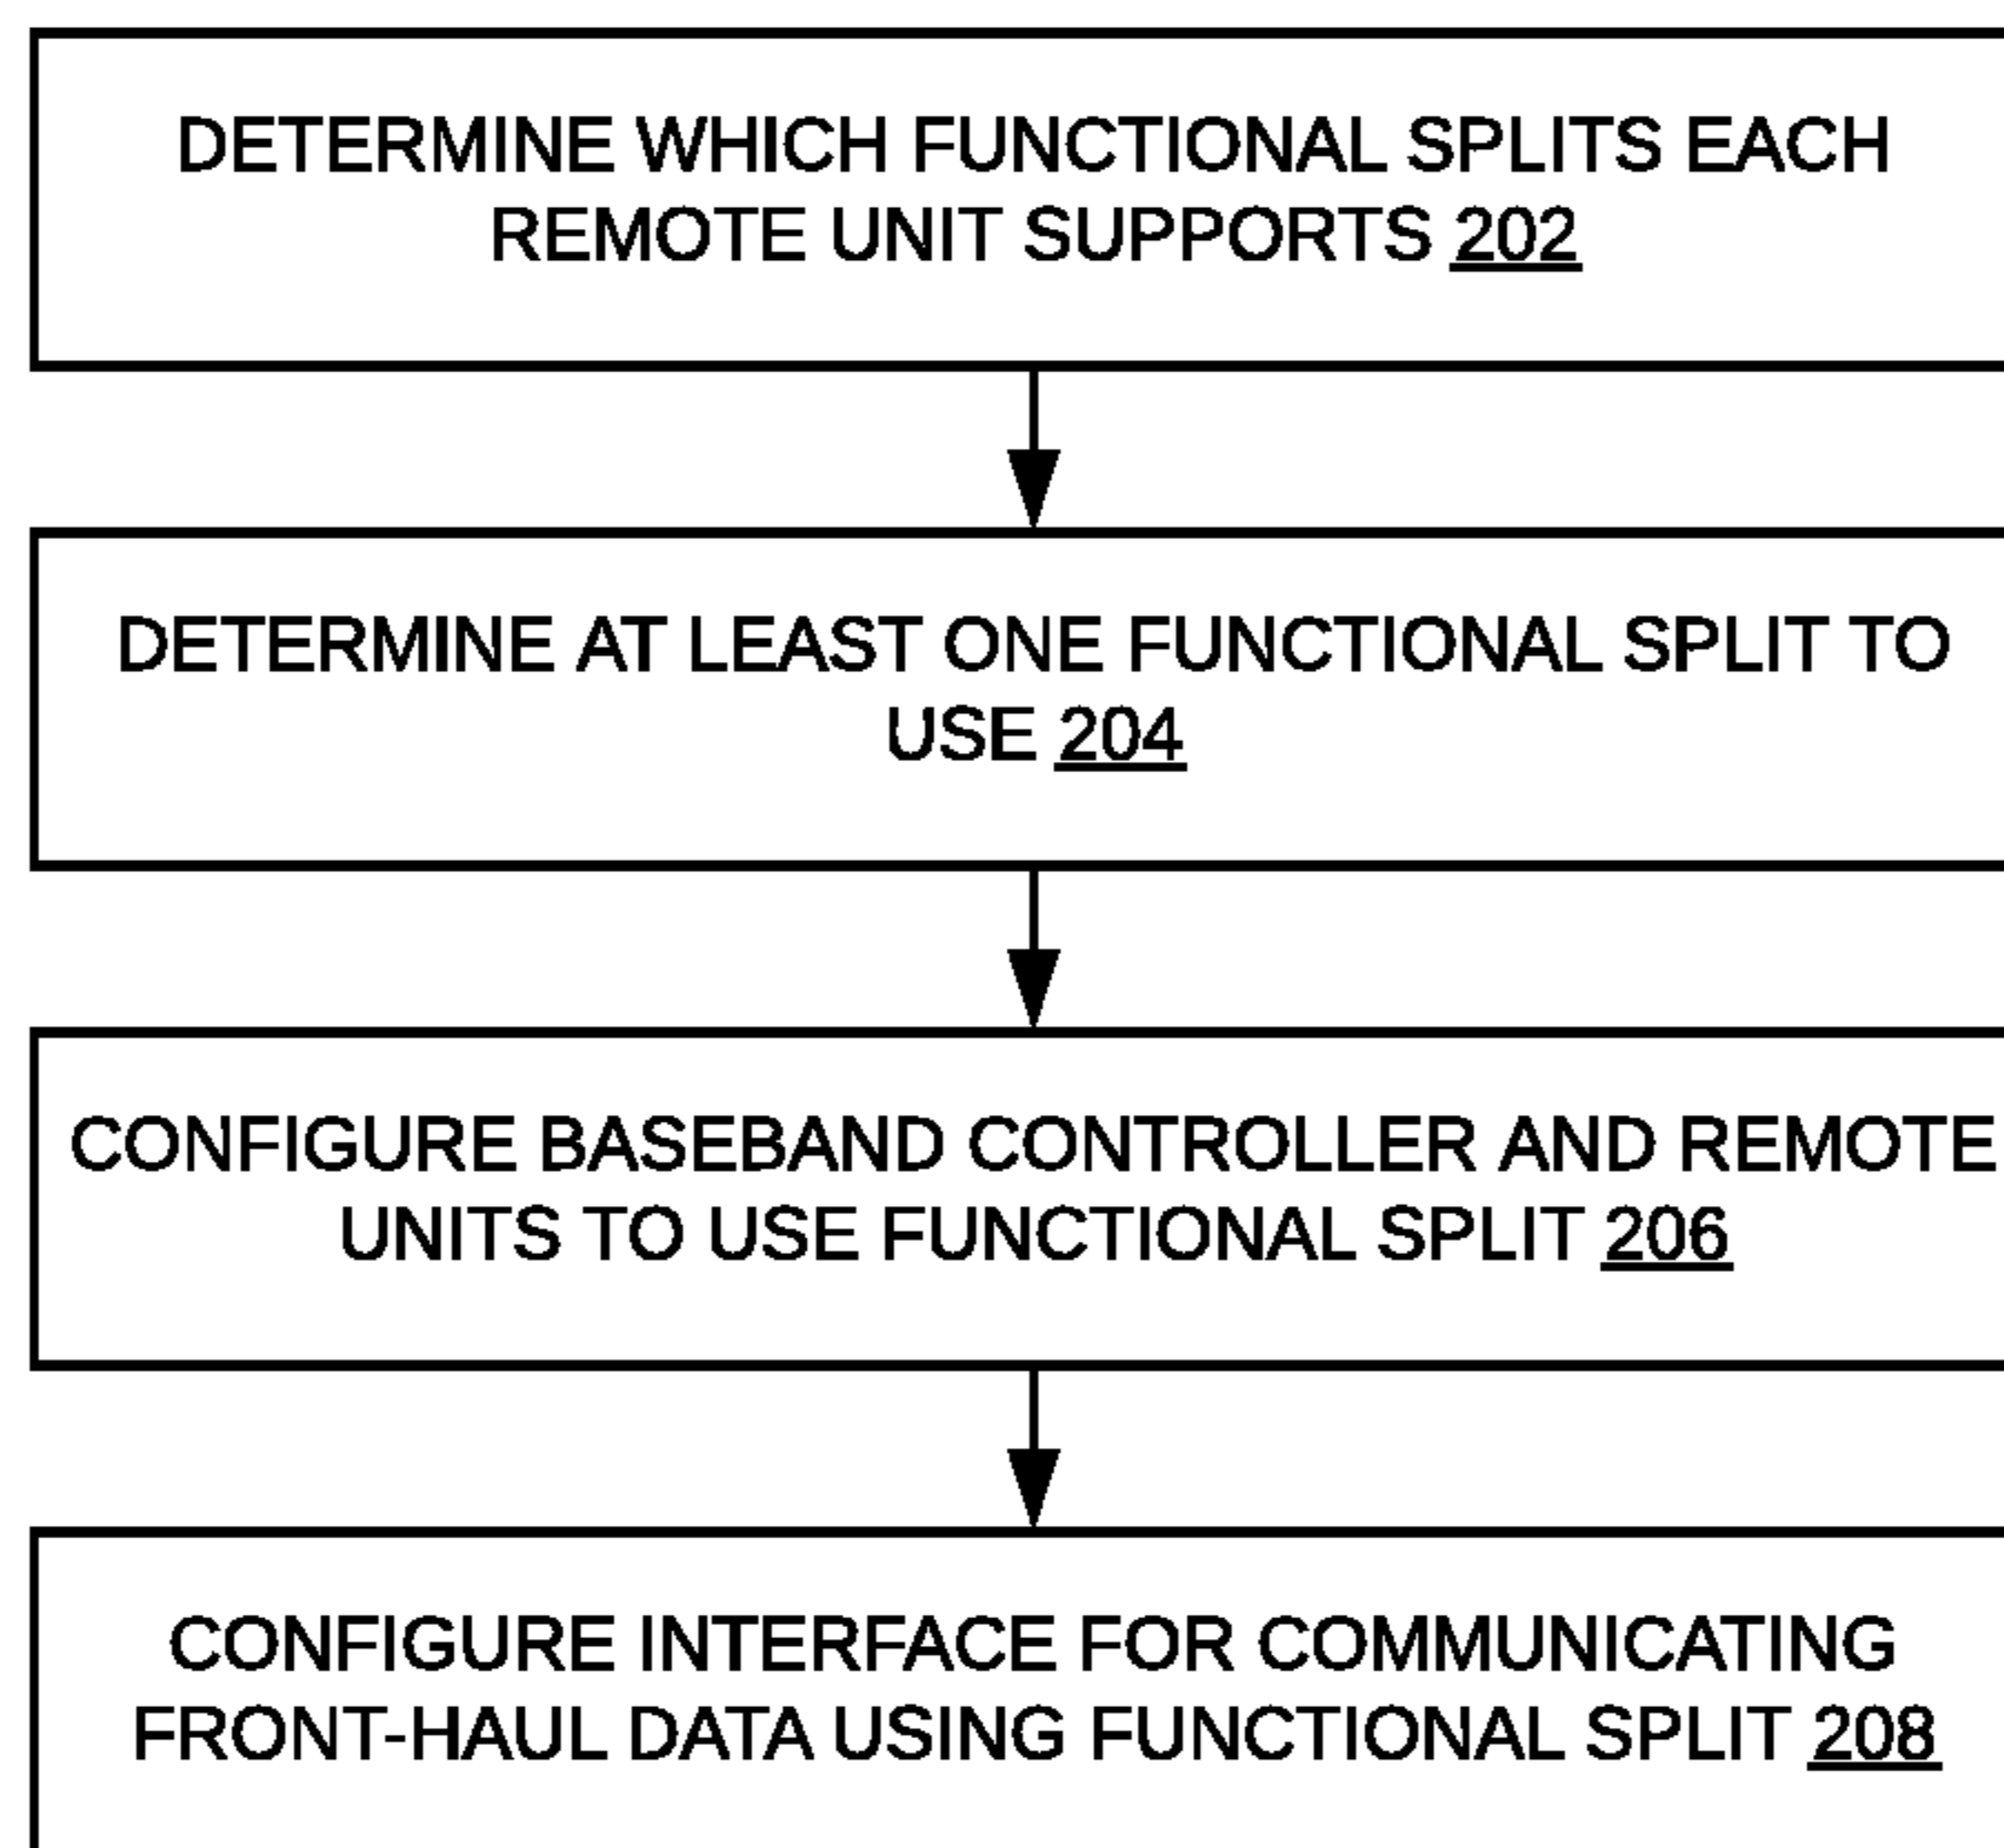 DETERMINE WHICH FUNCTIONAL SPLITS EACH
REMOTE UNIT SUPPORTS 202
DETERMINE AT LEAST ONE FUNCTIONAL SPLIT TO
USE 204
CONFIGURE BASEBAND CONTROLLER AND REMOTE
UNITS TO USE FUNCTIONAL SPLIT 206
CONFIGURE INTERFACE FOR COMMUNICATING
FRONT-HAUL DATA USING FUNCTIONAL SPLIT 208